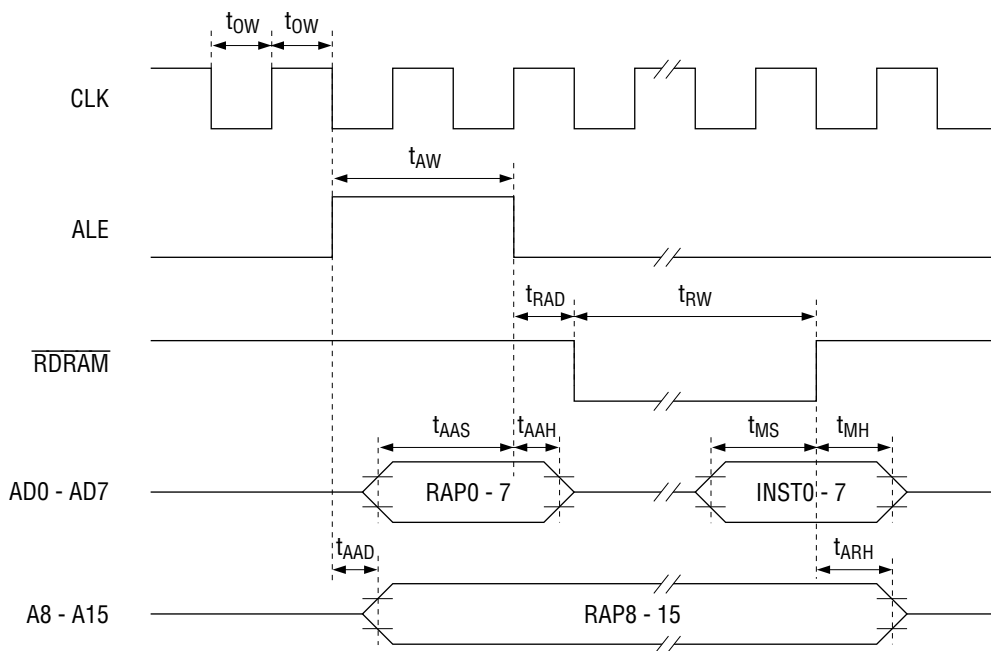 tOW tOW
CLK
tAW
ALE
tRAD tRW
RDRAM
tAAS tAAH tMS tMH
AD0 - AD7 RAP0 - 7 INST0 - 7
tAAD tARH
A8 - A15 RAP8 - 15